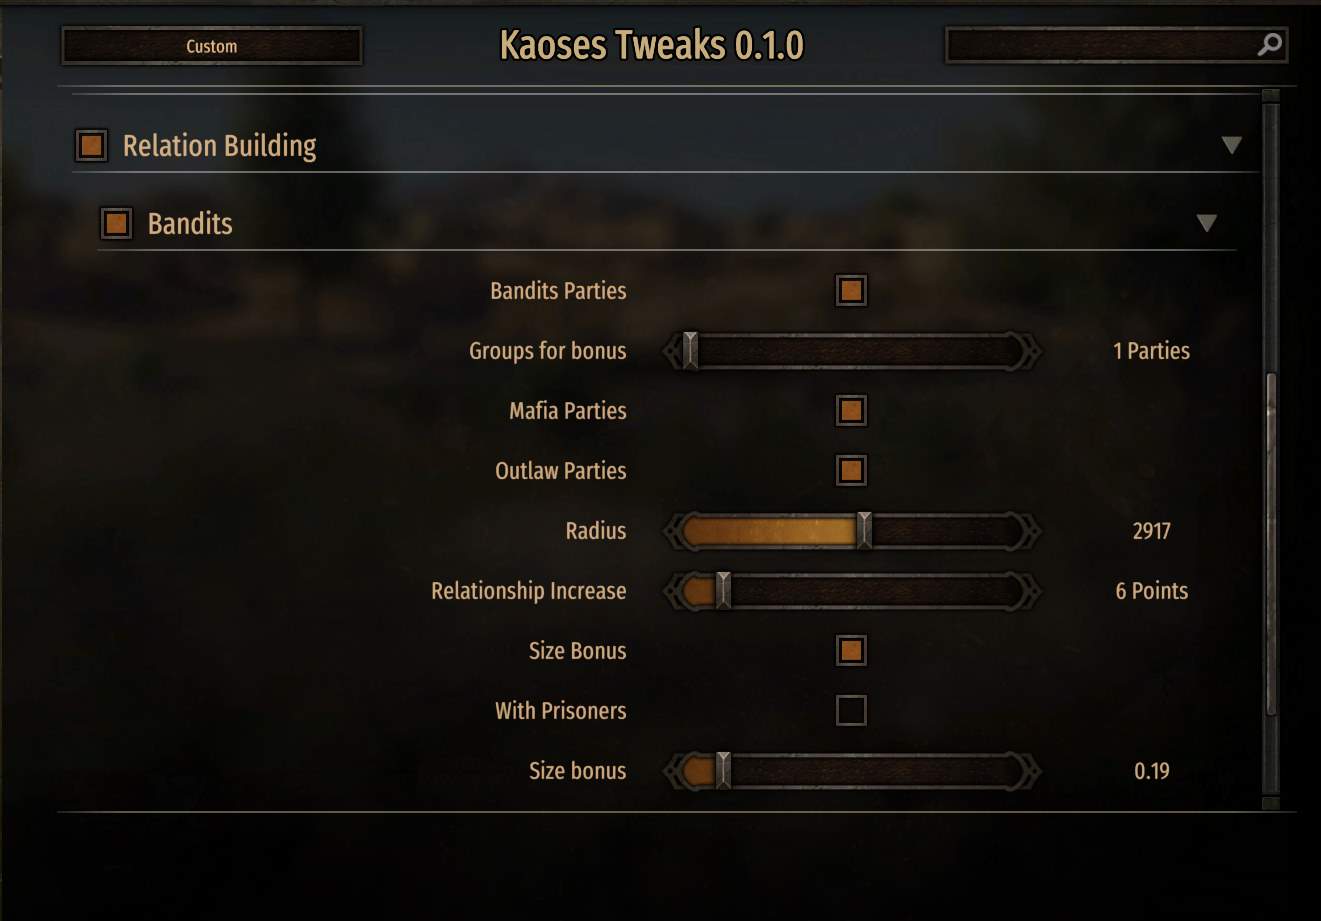 Custom
Kaoses Tweaks 0.1.0
Relation Building
Bandits
Bandits Parties
Groups for bonus 1 Parties
Mafia Parties
Outlaw Parties
Radius 2917
Relationship Increase 6 Points
Size Bonus
With Prisoners
Size bonus 0.19